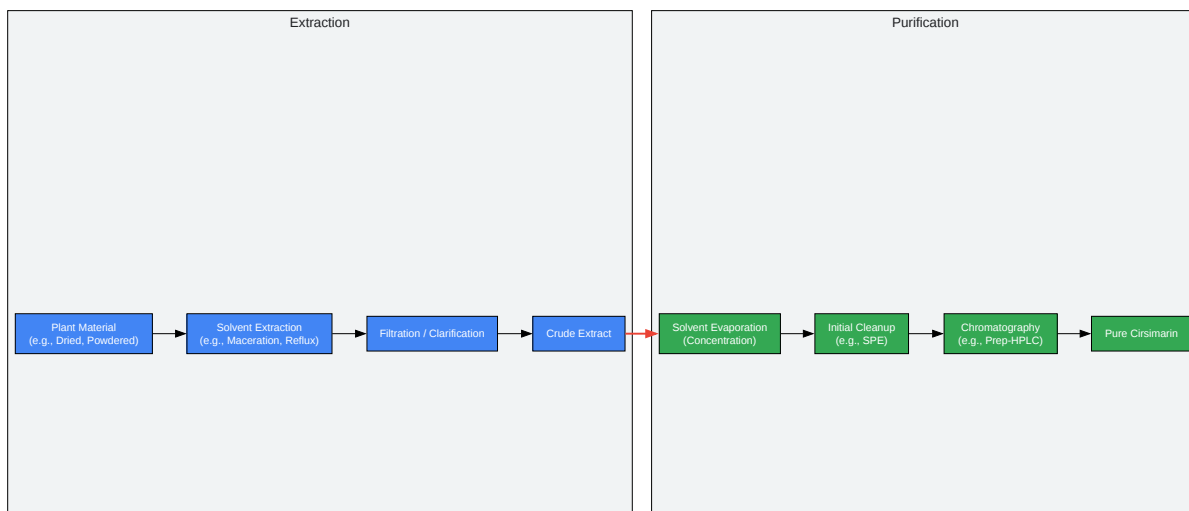 Extraction
Purification
Plant Material
(e.g., Dried, Powdered)
Solvent Extraction
(e.g., Maceration, Reflux)
Filtration / Clarification
Crude Extract
Solvent Evaporation
(Concentration)
Initial Cleanup
(e.g., SPE)
Chromatography
(e.g., Prep-HPLC)
Pure Cirsimarin